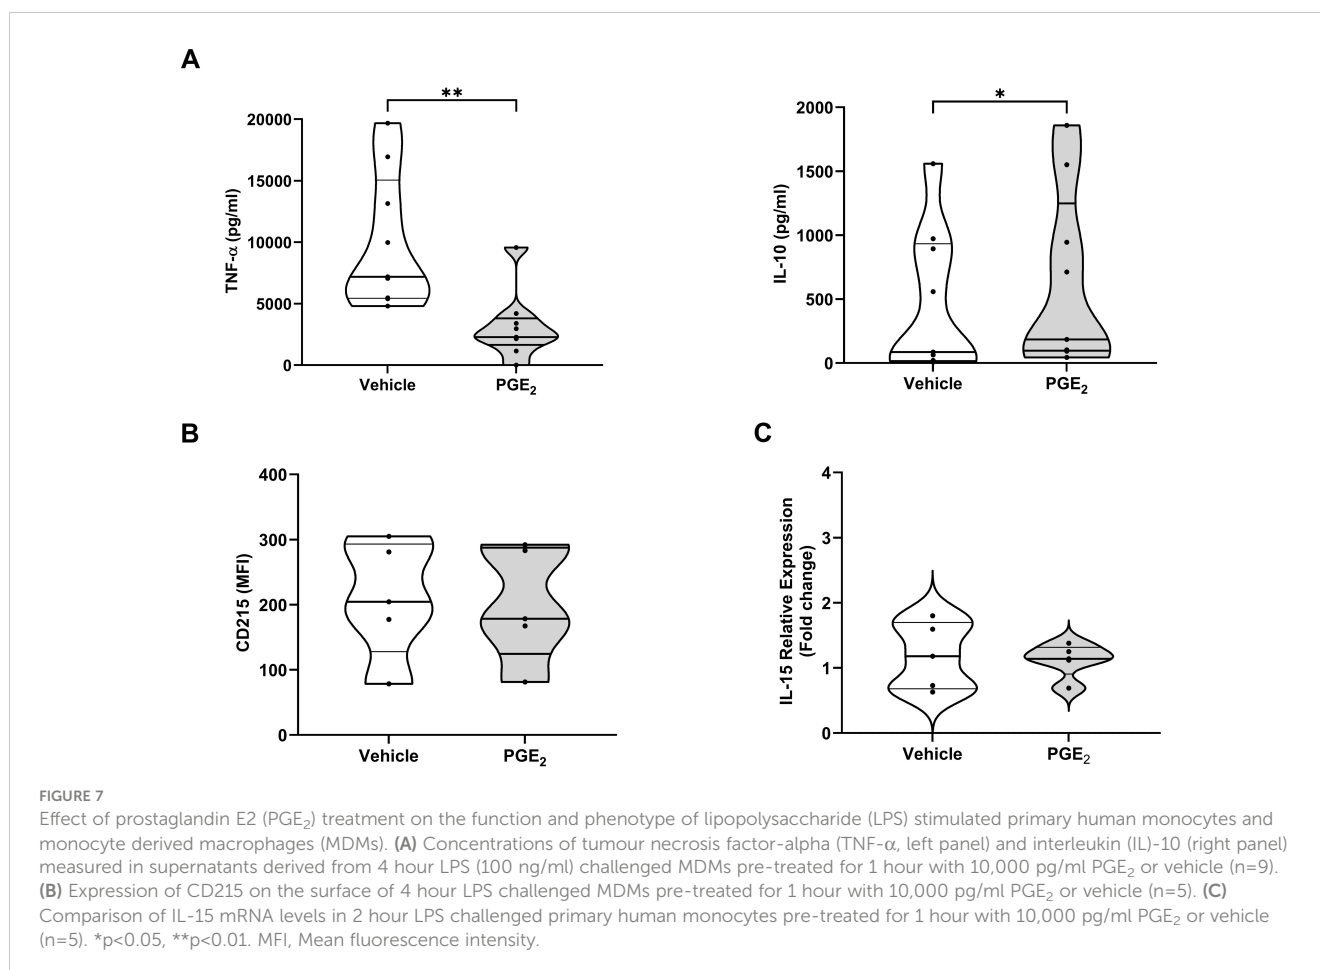 A
**
*
20000
15000
10000
5000
0
TNF-α (pg/ml)
Vehicle
PGE2
2000
1500
1000
500
0
IL-10 (pg/ml)
Vehicle
PGE2
B
400
300
200
100
0
CD215 (MFI)
Vehicle
PGE2
C
4
3
2
1
0
IL-15 Relative Expression
(Fold change)
Vehicle
PGE2
FIGURE 7
Effect of prostaglandin E2 (PGE2) treatment on the function and phenotype of lipopolysaccharide (LPS) stimulated primary human monocytes and
monocyte derived macrophages (MDMs). (A) Concentrations of tumour necrosis factor-alpha (TNF-α, left panel) and interleukin (IL)-10 (right panel)
measured in supernatants derived from 4 hour LPS (100 ng/ml) challenged MDMs pre-treated for 1 hour with 10,000 pg/ml PGE2 or vehicle (n=9).
(B) Expression of CD215 on the surface of 4 hour LPS challenged MDMs pre-treated for 1 hour with 10,000 pg/ml PGE2 or vehicle (n=5). (C)
Comparison of IL-15 mRNA levels in 2 hour LPS challenged primary human monocytes pre-treated for 1 hour with 10,000 pg/ml PGE2 or vehicle
(n=5). *p<0.05, **p<0.01. MFI, Mean fluorescence intensity.